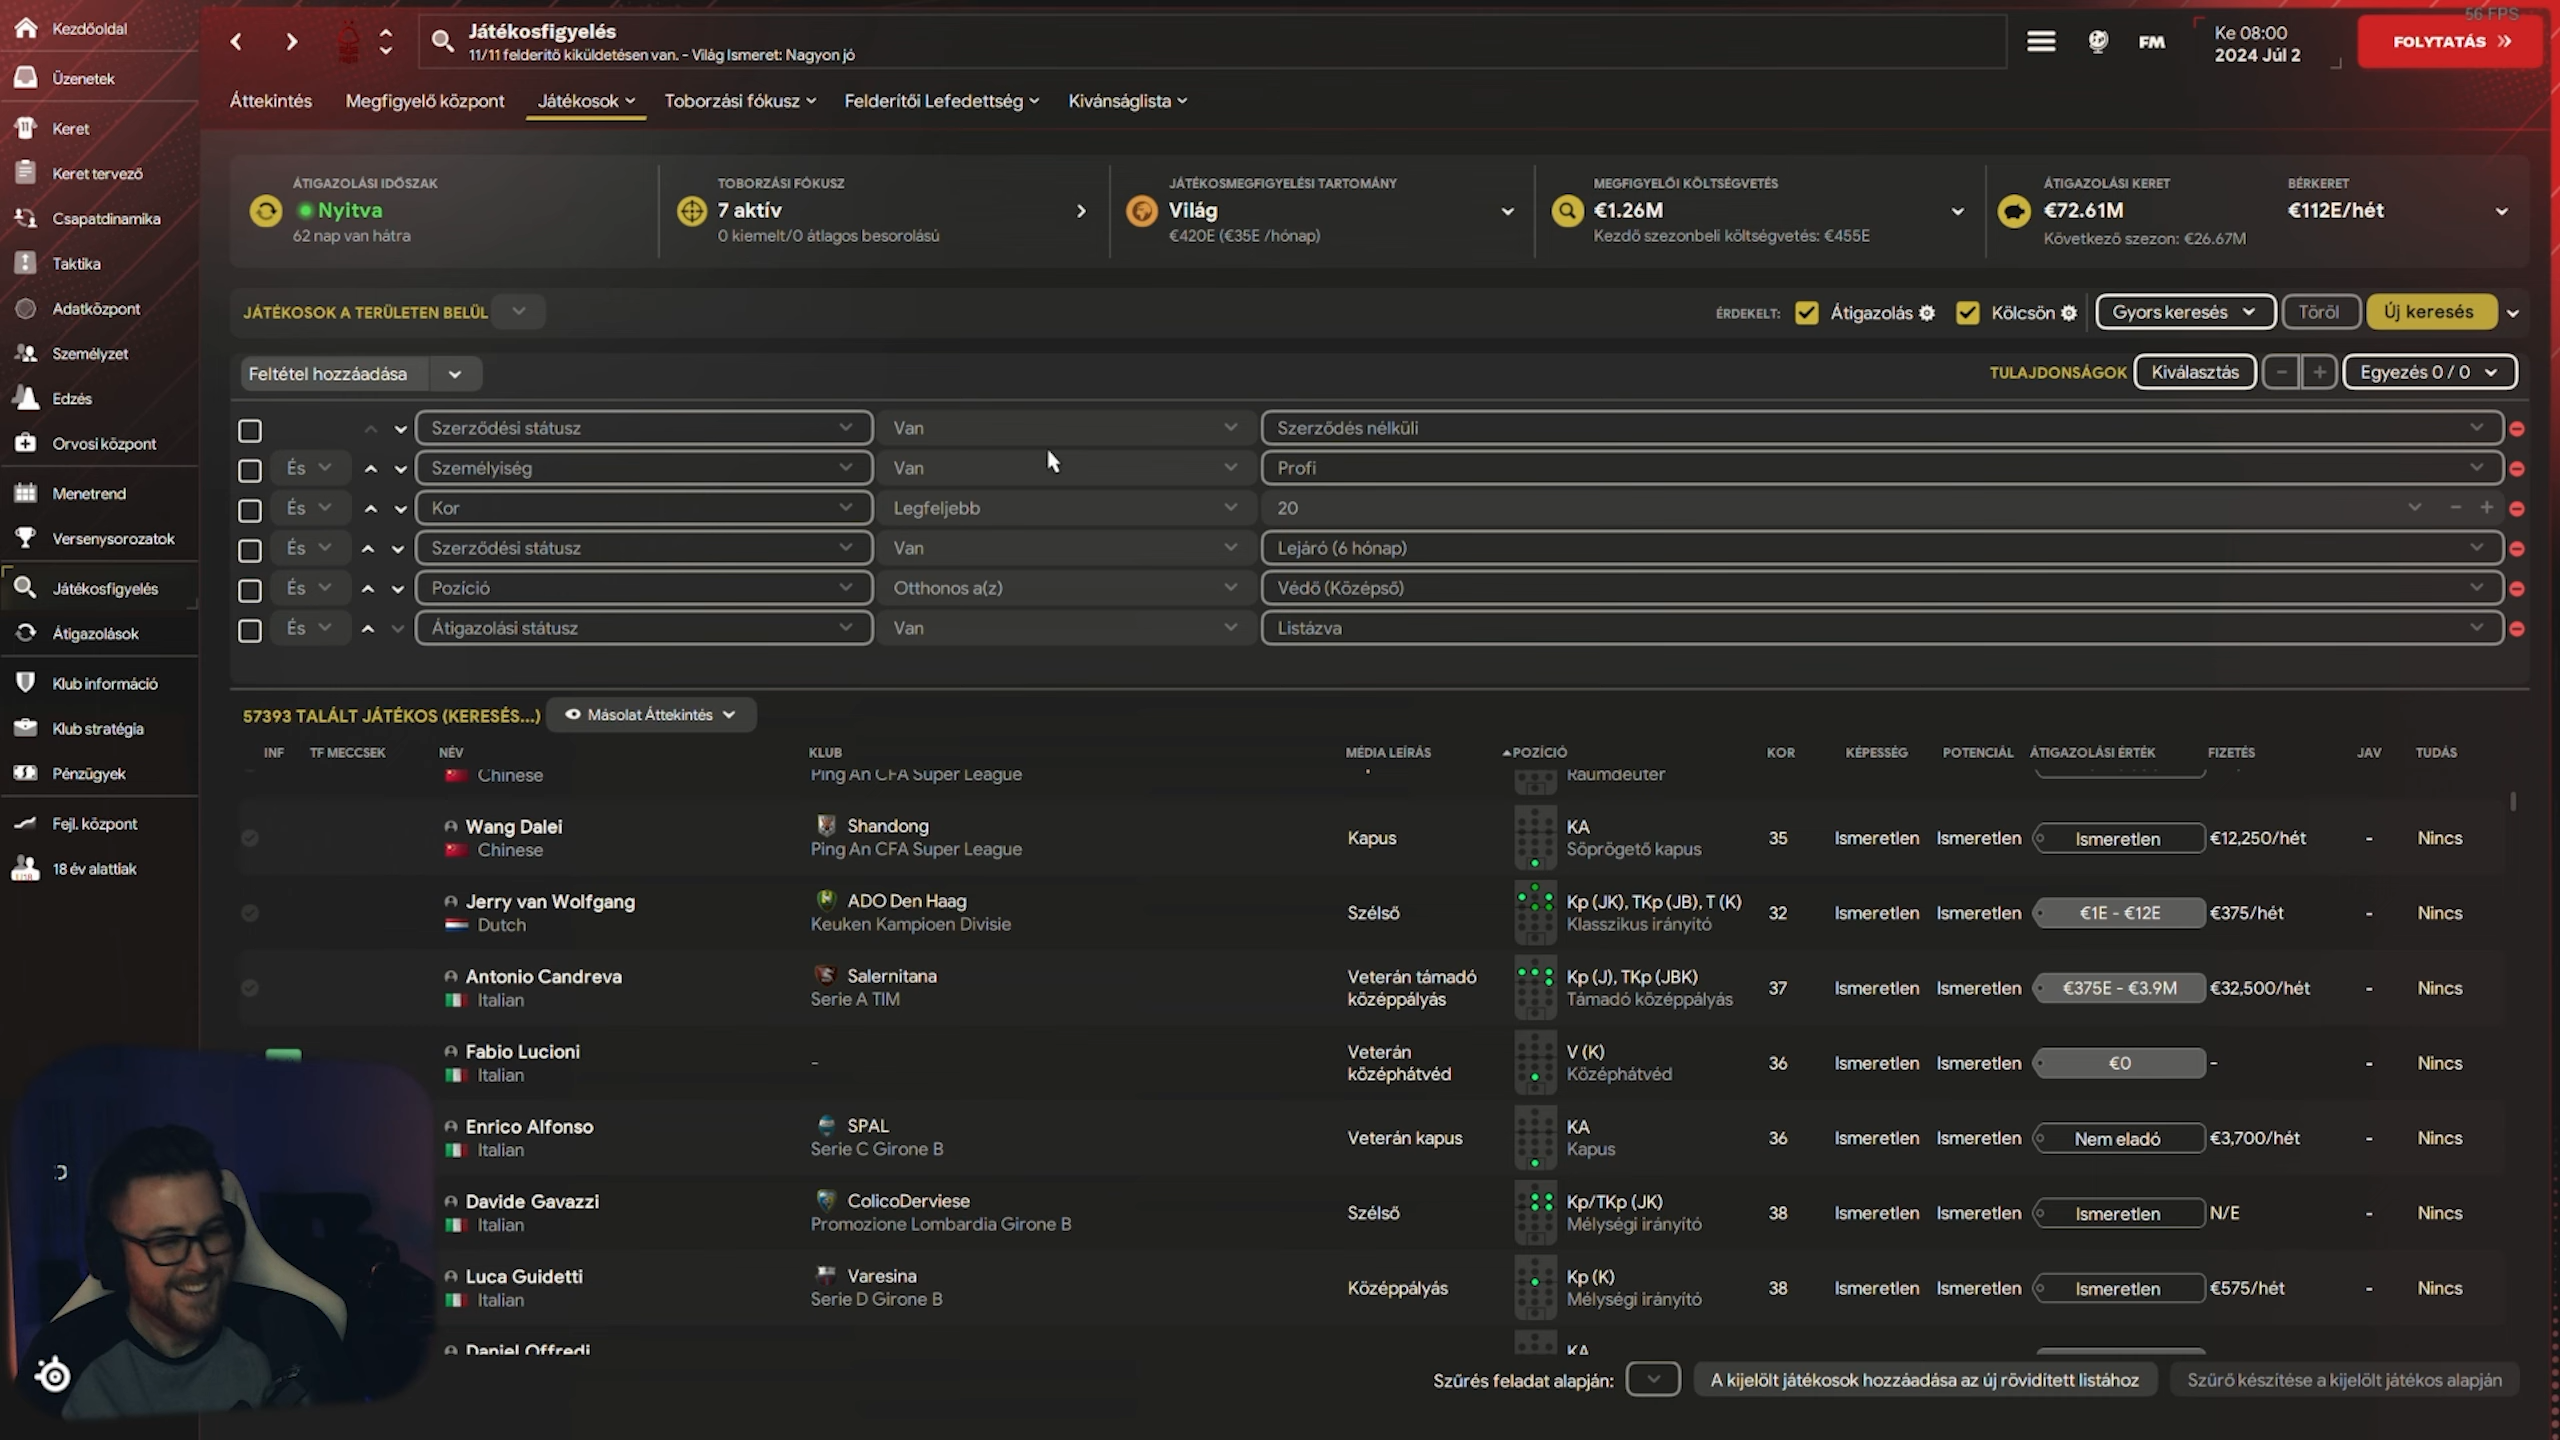 56 FPS
Kezdőoldal
Üzenetek
Keret
Keret tervező
Csapatdinamika
Taktika
Adatközpont
Személyzet
Edzés
Orvosi központ
Menetrend
Versenysorozatok
Játékosfigyelés
Átigazolások
Klub információ
Klub stratégia
Pénzügyek
Fejl. központ
18 év alattiak
Játékosfigyelés
11/11 felderítő kiküldetésen van. - Világ Ismeret: Nagyon jó
FM
Ke 08:00
2024 Júl 2
FOLYTATÁS
Áttekintés Megfigyelő központ Játékosok Toborzási fókusz Felderítői Lefedettség Kívánságlista
ÁTIGAZOLÁSI IDŐSZAK
Nyitva
62 nap van hátra
TOBORZÁSI FÓKUSZ
7 aktív
0 kiemelt/0 átlagos besorolású
JÁTÉKOSMEGFIGYELÉSI TARTOMÁNY
Világ
€420E (€35E /hónap)
MEGFIGYELŐI KÖLTSÉGVETÉS
€1.26M
Kezdő szezonbeli költségvetés: €455E
ÁTIGAZOLÁSI KERET
€72.61M
Következő szezon: €26.67M
BÉRKERET
€112E/hét
JÁTÉKOSOK A TERÜLETEN BELÜL
ÉRDEKELT: Átigazolás Kölcsön Gyors keresés Töröl Új keresés
Feltétel hozzáadása
TULAJDONSÁGOK Kiválasztás - + Egyezés 0 / 0
Szerződési státusz Van Szerződés nélküli
És Személyiség Van Profi
És Kor Legfeljebb 20 - +
És Szerződési státusz Van Lejáró (6 hónap)
És Pozíció Otthonos a(z) Védő (Középső)
És Átigazolási státusz Van Listázva
57393 TALÁLT JÁTÉKOS (KERESÉS...) Másolat Áttekintés
INF TF MECCSEK NÉV KLUB MÉDIA LEÍRÁS POZÍCIÓ KOR KÉPESSÉG POTENCIÁL ÁTIGAZOLÁSI ÉRTÉK FIZETÉS JAV TUDÁS
Chinese Ping An CFA Super League Raumdeuter
Wang Dalei Shandong Kapus KA 35 Ismeretlen Ismeretlen Ismeretlen €12,250/hét - Nincs
Chinese Ping An CFA Super League Söprögető kapus
Jerry van Wolfgang ADO Den Haag Szélső Kp (JK), TKp (JB), T (K) 32 Ismeretlen Ismeretlen €1E - €12E €375/hét - Nincs
Dutch Keuken Kampioen Divisie Klasszikus irányító
Antonio Candreva Salernitana Veterán támadó Kp (J), TKp (JBK) 37 Ismeretlen Ismeretlen €375E - €3.9M €32,500/hét - Nincs
Italian Serie A TIM középpályás Támadó középpályás
Fabio Lucioni - Veterán V (K) 36 Ismeretlen Ismeretlen €0 - - Nincs
Italian középhátvéd Középhátvéd
Enrico Alfonso SPAL Veterán kapus KA 36 Ismeretlen Ismeretlen Nem eladó €3,700/hét - Nincs
Italian Serie C Girone B Kapus
Davide Gavazzi ColicoDerviese Szélső Kp/TKp (JK) 38 Ismeretlen Ismeretlen Ismeretlen N/E - Nincs
Italian Promozione Lombardia Girone B Mélységi irányító
Luca Guidetti Varesina Középpályás Kp (K) 38 Ismeretlen Ismeretlen Ismeretlen €575/hét - Nincs
Italian Serie D Girone B Mélységi irányító
Daniel Offredi KA
Szűrés feladat alapján: A kijelölt játékosok hozzáadása az új rövidített listához Szűrő készítése a kijelölt játékos alapján